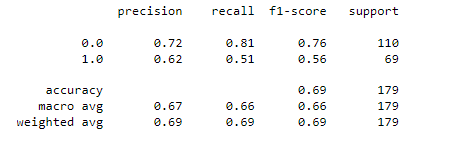 precision recall f1-score support
0.0 0.72 0.81 0.76 110
1.0 0.62 0.51 0.56 69
accuracy 0.69 179
macro avg 0.67 0.66 0.66 179
weighted avg 0.69 0.69 0.69 179